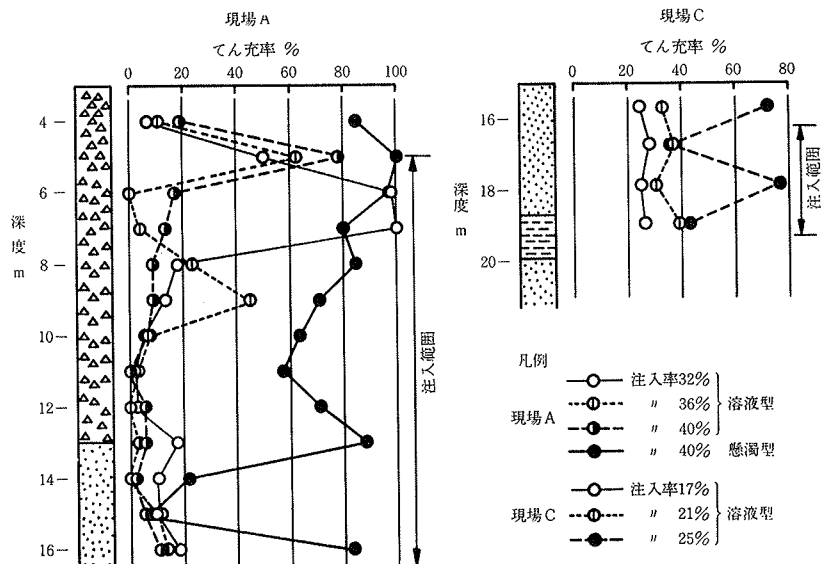 現場A
てん充率 %
0 20 40 60 80 100
4
6
8
10
12
14
16
深度 m
注入範囲
現場C
てん充率 %
0 20 40 60 80
16
18
20
深度 m
注入範囲
凡例
現場A
注入率32%
〃 36%
〃 40%
溶液型
〃 40% 懸濁型
現場C
注入率17%
〃 21%
〃 25%
溶液型